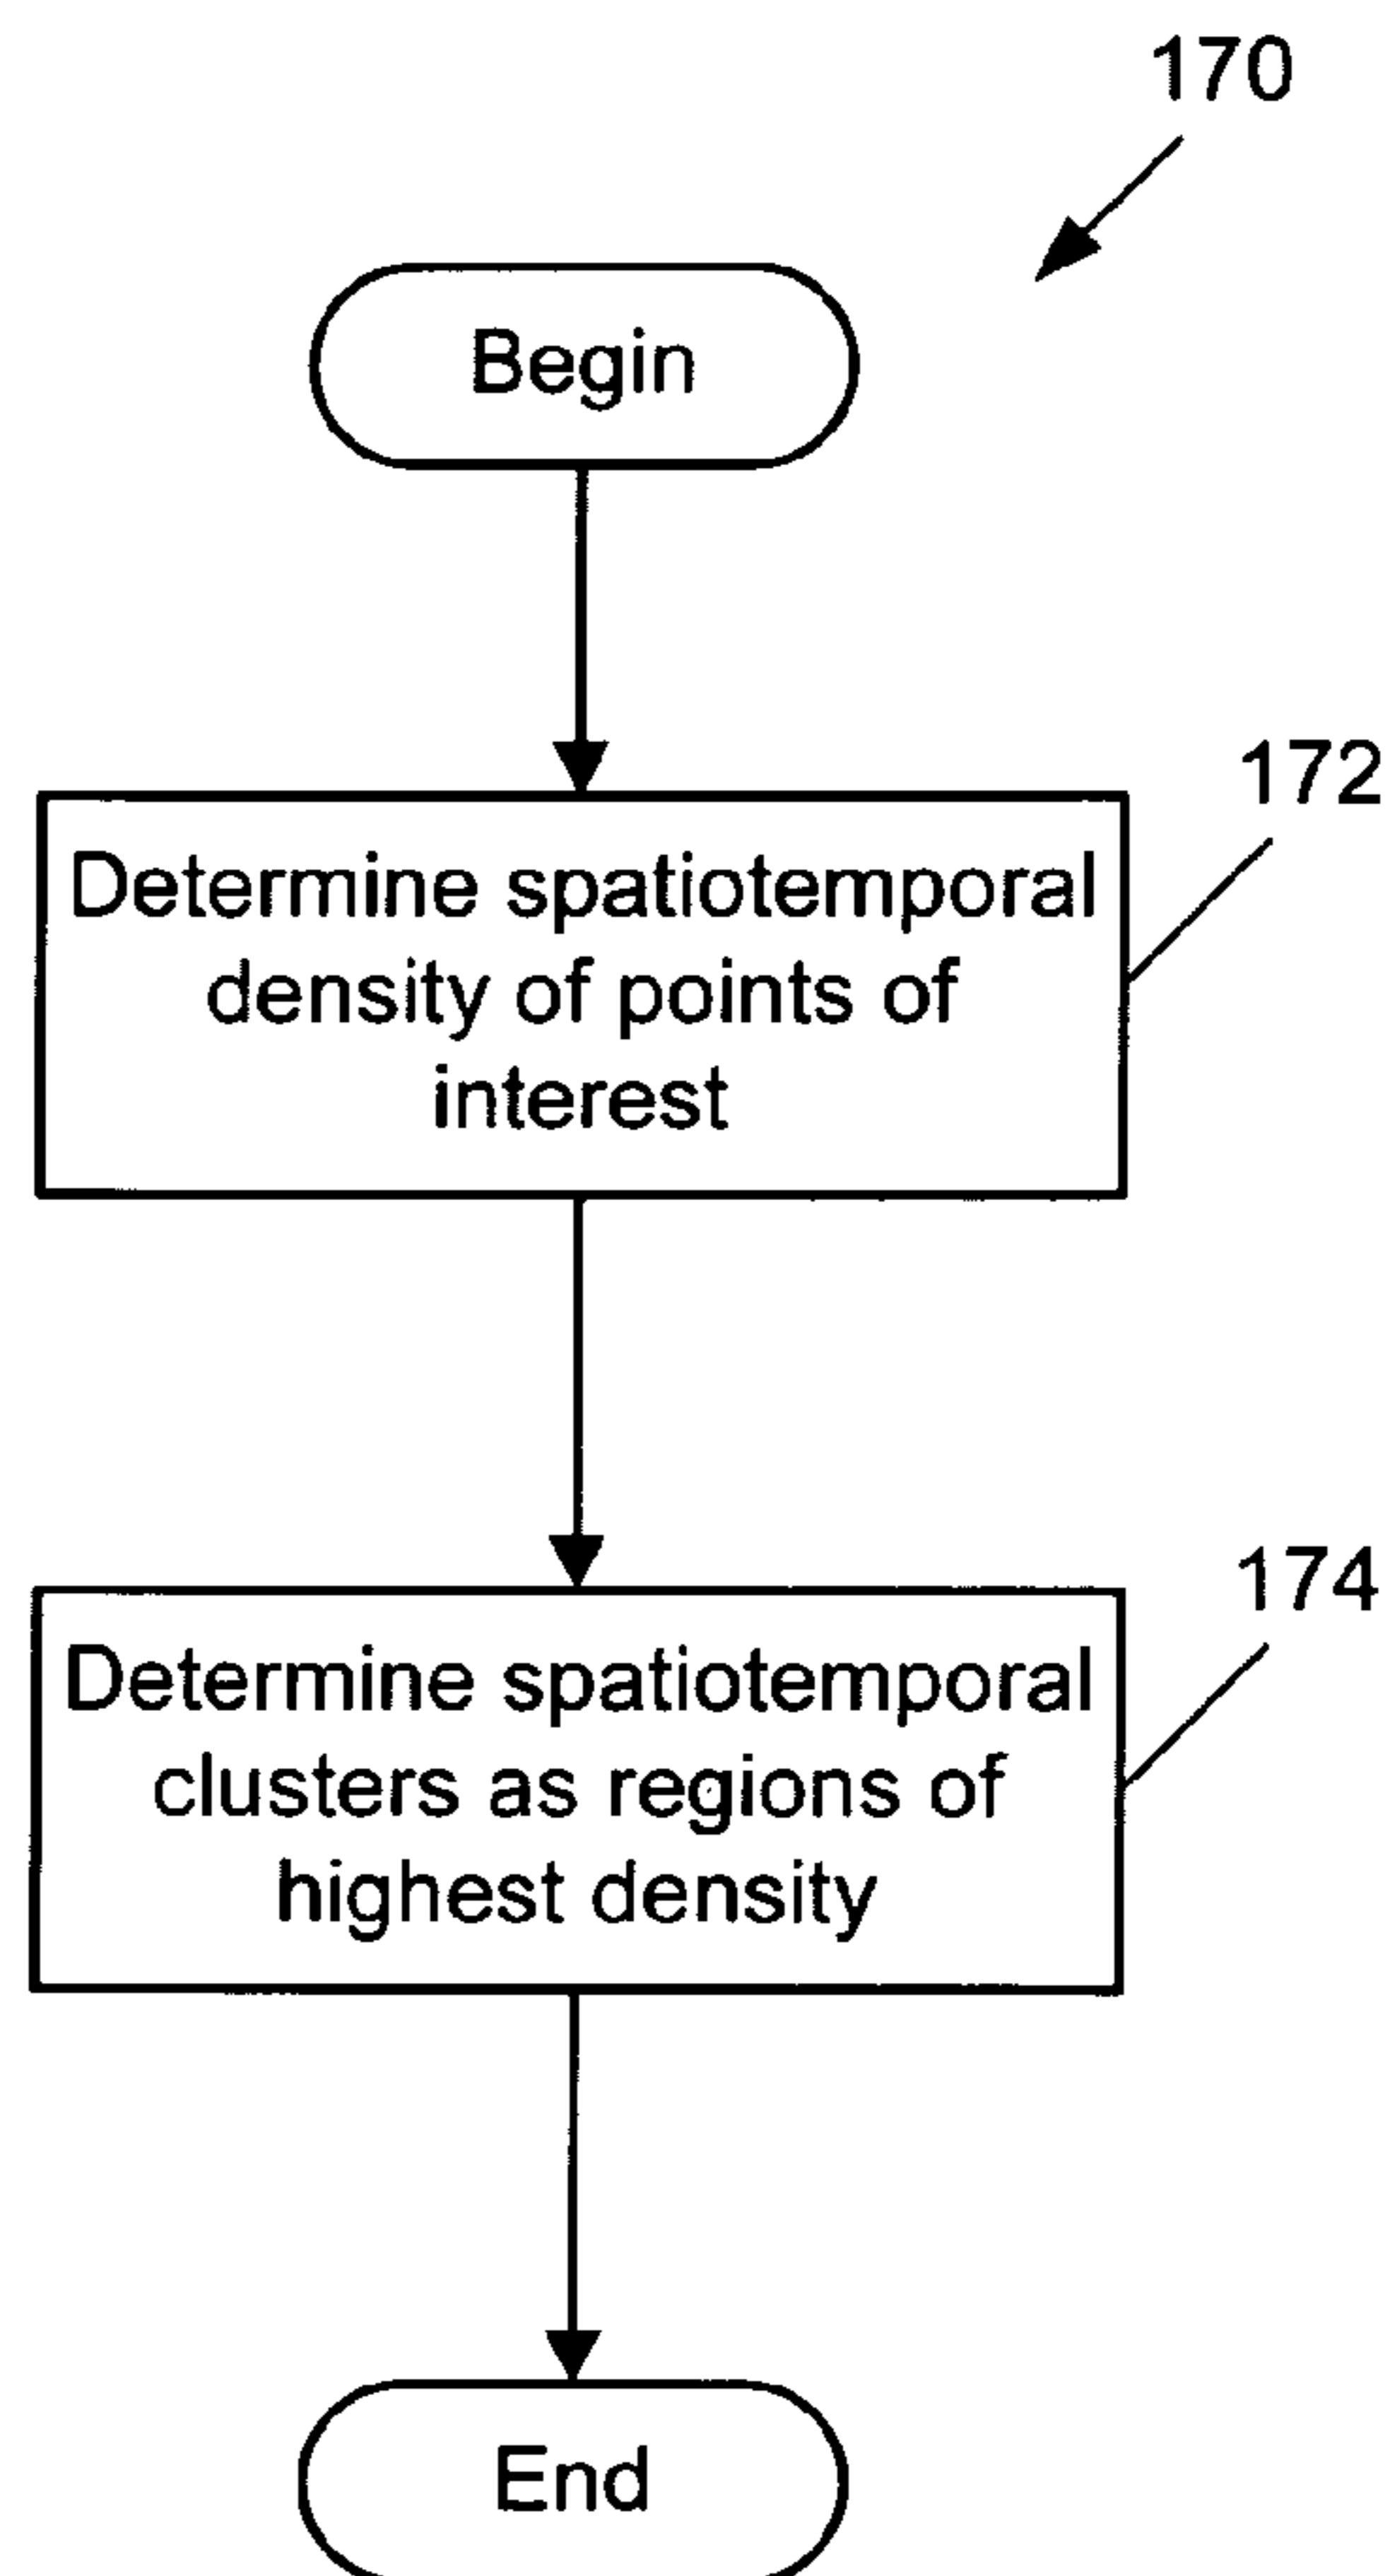 170
Begin
172
Determine spatiotemporal
density of points of
interest
174
Determine spatiotemporal
clusters as regions of
highest density
End